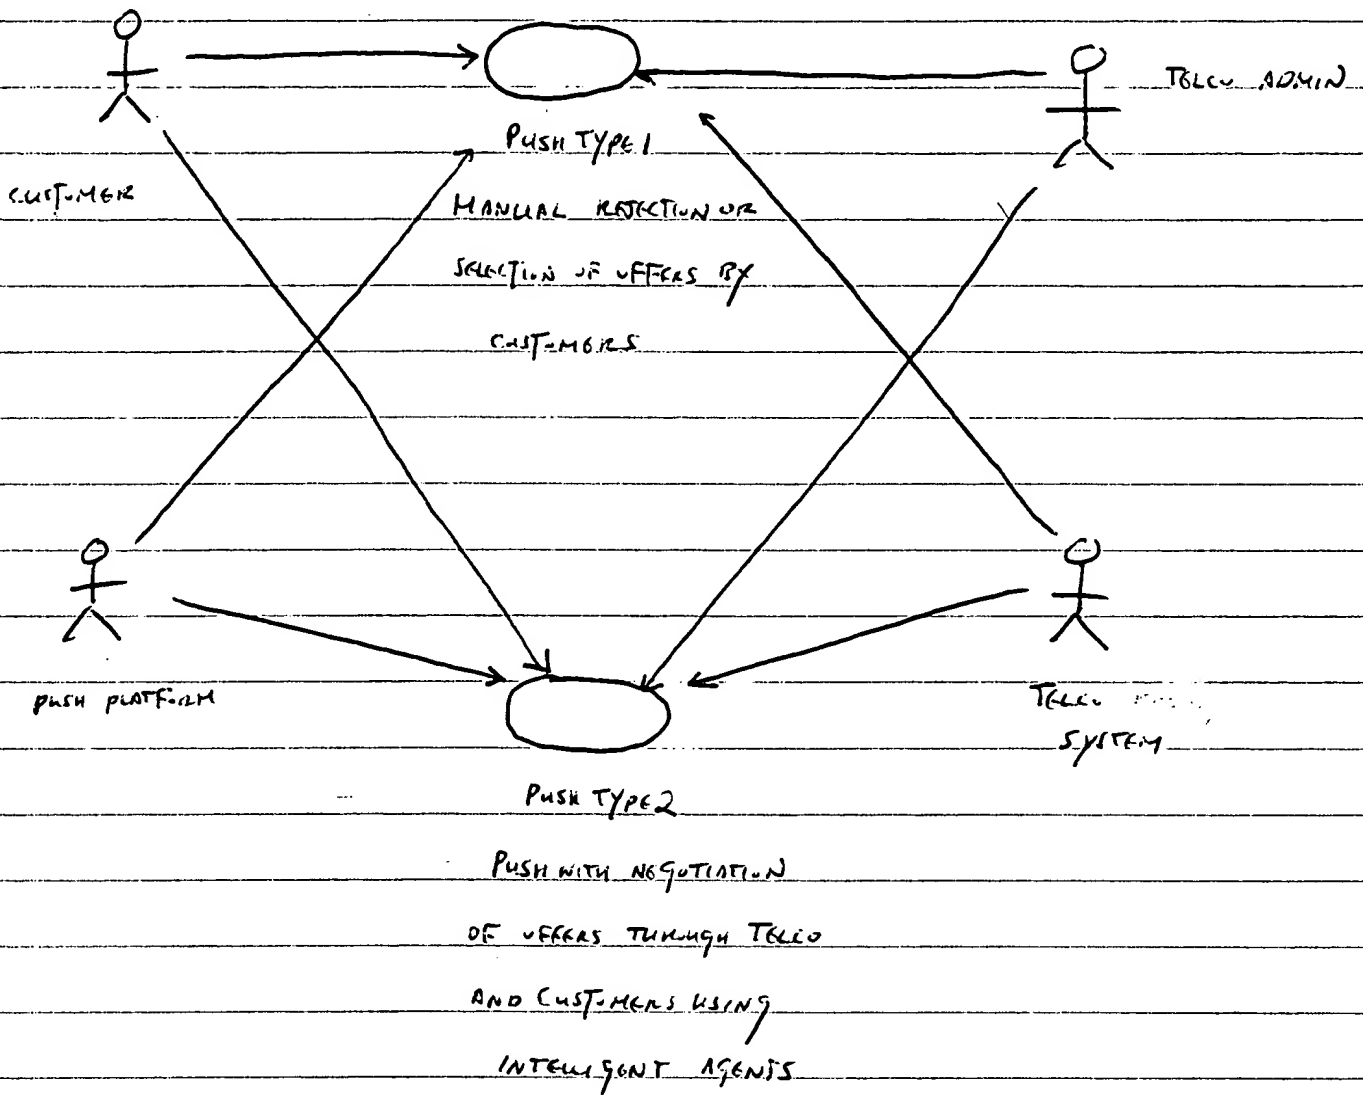 TELCO ADMIN
PUSH TYPE 1
CUSTOMER
MANUAL REJECTION OR
SELECTION OF OFFERS BY
CUSTOMERS
PUSH PLATFORM
TELCO
SYSTEM
PUSH TYPE 2
PUSH WITH NEGOTIATION
OF OFFERS THROUGH TELCO
AND CUSTOMERS USING
INTELLIGENT AGENTS